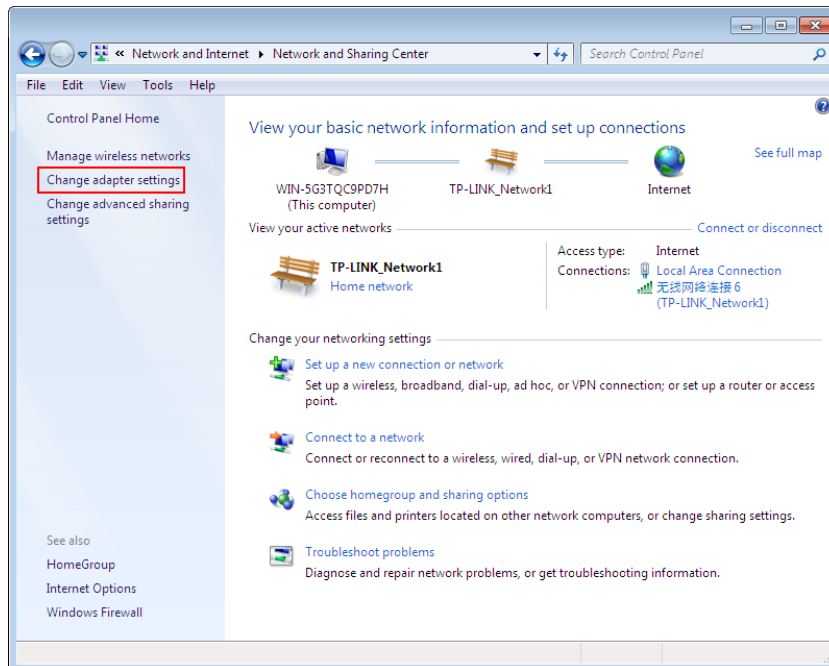 « Network and Internet ▸ Network and Sharing Center
Search Control Panel
File Edit View Tools Help
Control Panel Home
Manage wireless networks
Change adapter settings
Change advanced sharing
settings
View your basic network information and set up connections
See full map
WIN-5G3TQC9PD7H
(This computer)
TP-LINK_Network1
Internet
View your active networks
Connect or disconnect
TP-LINK_Network1
Home network
Access type: Internet
Connections: Local Area Connection
无线网络连接 6
(TP-LINK_Network1)
Change your networking settings
Set up a new connection or network
Set up a wireless, broadband, dial-up, ad hoc, or VPN connection; or set up a router or access
point.
Connect to a network
Connect or reconnect to a wireless, wired, dial-up, or VPN network connection.
Choose homegroup and sharing options
Access files and printers located on other network computers, or change sharing settings.
Troubleshoot problems
Diagnose and repair network problems, or get troubleshooting information.
See also
HomeGroup
Internet Options
Windows Firewall